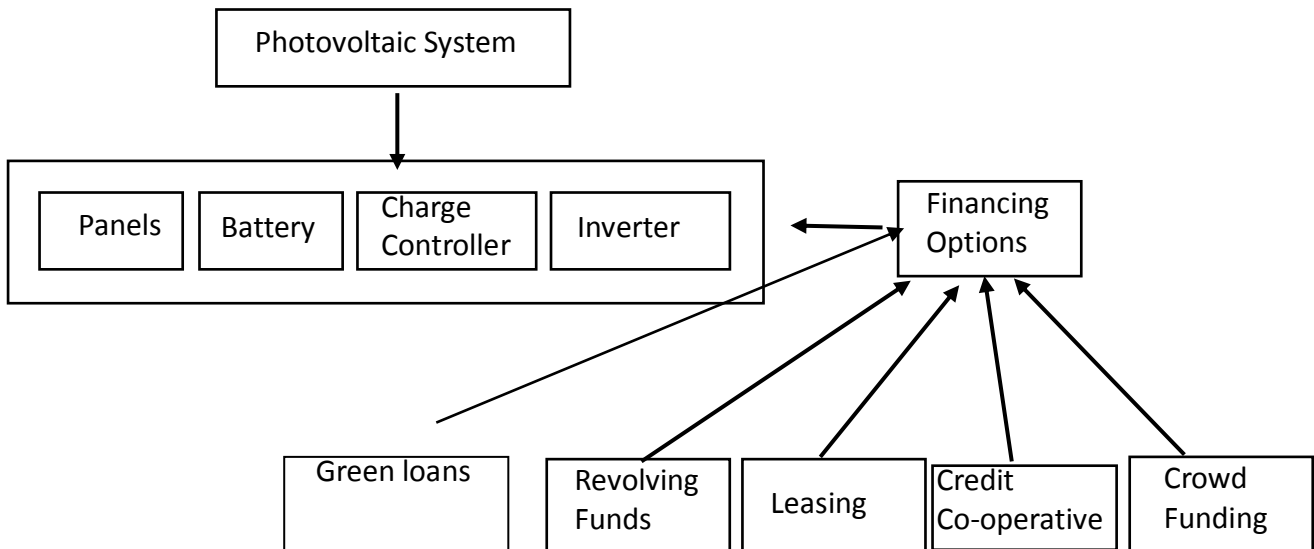 Photovoltaic System
Panels
Battery
Charge
Controller
Inverter
Financing
Options
Green loans
Revolving
Funds
Leasing
Credit
Co-operative
Crowd
Funding